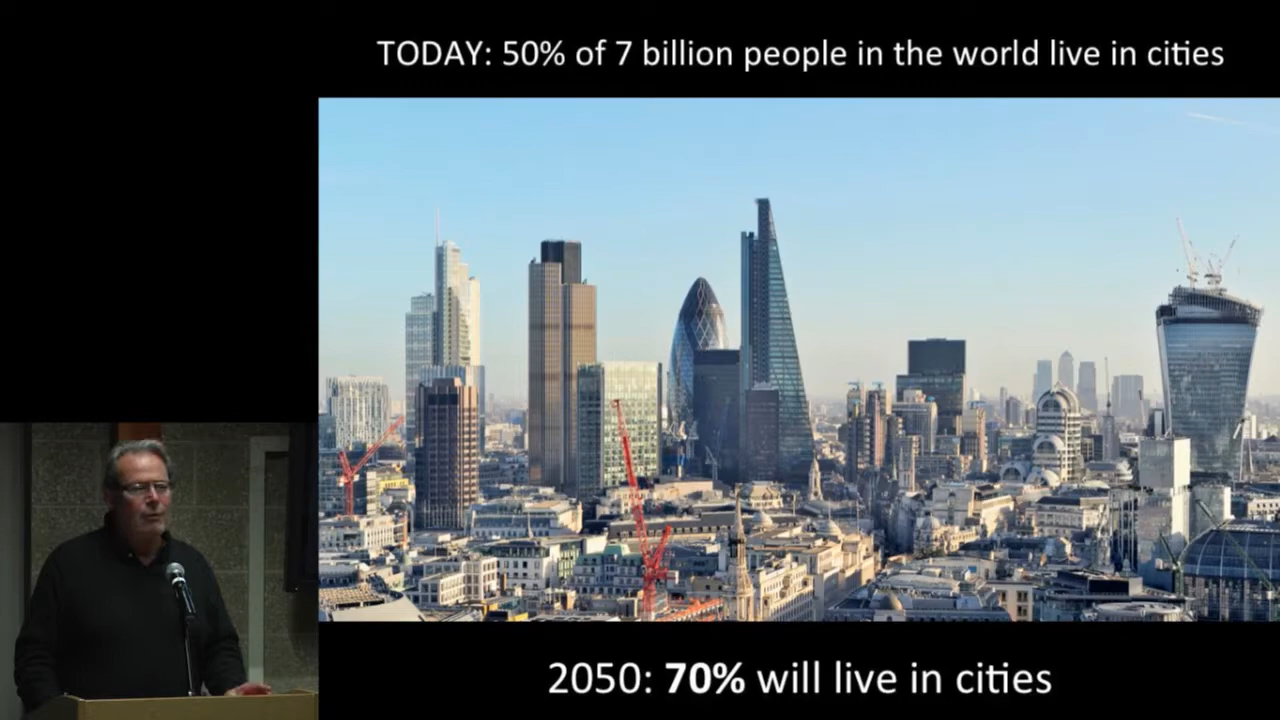 TODAY: 50% of 7 billion people in the world live in cities
2050: 70% will live in cities